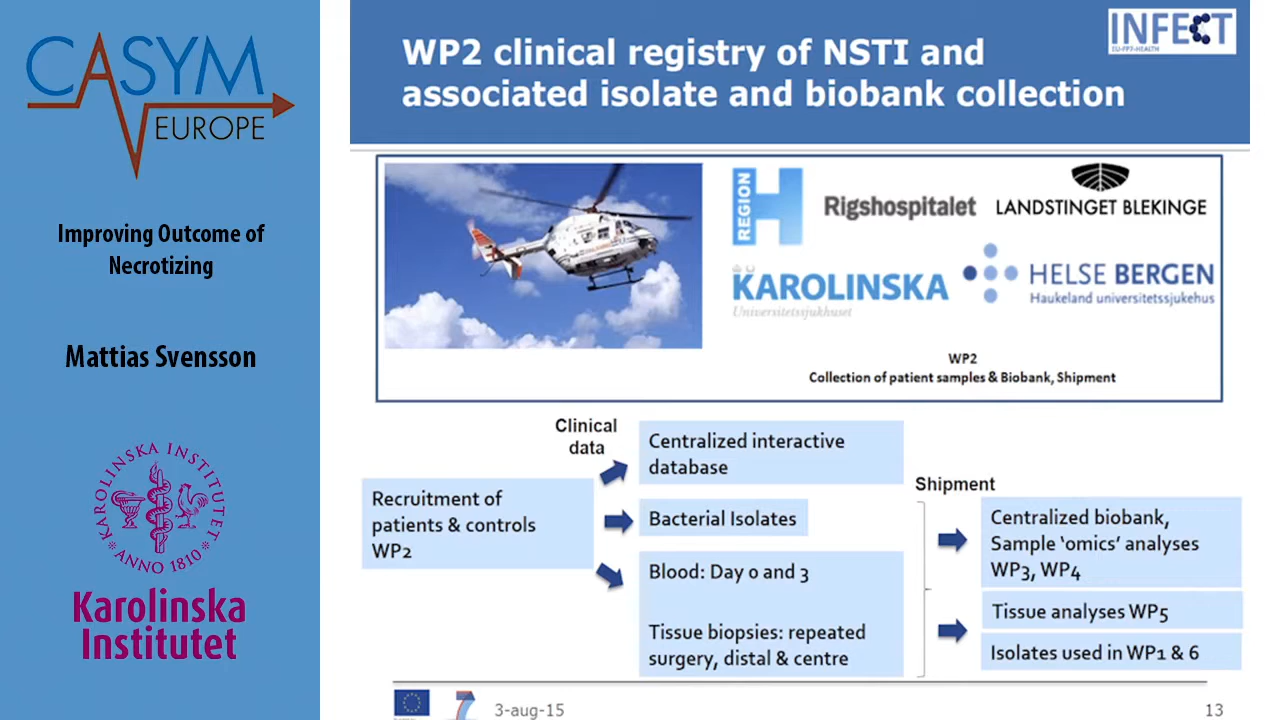 CASYM
EUROPE
Improving Outcome of
Necrotizing
Mattias Svensson
KAROLINSKA INSTITUTET
ANNO 1810
Karolinska
Institutet
INFECT
EU-FP7-HEALTH
WP2 clinical registry of NSTI and
associated isolate and biobank collection
REGION H
Rigshospitalet
LANDSTINGET BLEKINGE
KAROLINSKA
Universitetssjukhuset
HELSE BERGEN
Haukeland universitetssjukehus
WP2
Collection of patient samples & Biobank, Shipment
Clinical
data
Recruitment of
patients & controls
WP2
Centralized interactive
database
Bacterial Isolates
Blood: Day 0 and 3
Tissue biopsies: repeated
surgery, distal & centre
Shipment
Centralized biobank,
Sample ‘omics’ analyses
WP3, WP4
Tissue analyses WP5
Isolates used in WP1 & 6
7
3-aug-15
13